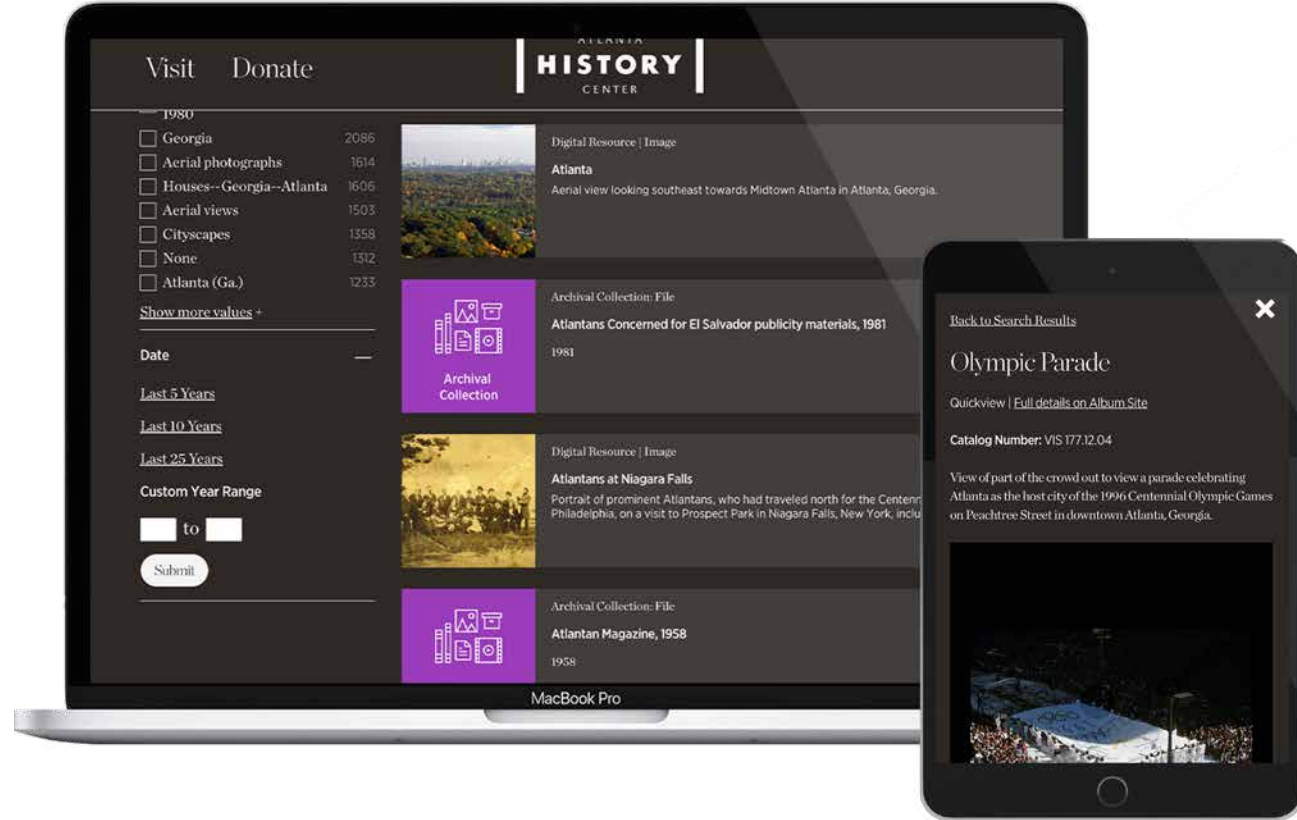 Visit Donate
ATLANTA
HISTORY
CENTER
1980
Georgia 2086
Aerial photographs 1614
Houses--Georgia--Atlanta 1606
Aerial views 1503
Cityscapes 1358
None 1312
Atlanta (Ga.) 1233
Show more values +
Date —
Last 5 Years
Last 10 Years
Last 25 Years
Custom Year Range
to
Submit
Digital Resource | Image
Atlanta
Aerial view looking southeast towards Midtown Atlanta in Atlanta, Georgia.
Archival
Collection
Archival Collection: File
Atlantans Concerned for El Salvador publicity materials, 1981
1981
Digital Resource | Image
Atlantans at Niagara Falls
Portrait of prominent Atlantans, who had traveled north for the Centenn
Philadelphia, on a visit to Prospect Park in Niagara Falls, New York, inclu
Archival Collection: File
Atlantan Magazine, 1958
1958
MacBook Pro
Back to Search Results
Olympic Parade
Quickview | Full details on Album Site
Catalog Number: VIS 177.12.04
View of part of the crowd out to view a parade celebrating
Atlanta as the host city of the 1996 Centennial Olympic Games
on Peachtree Street in downtown Atlanta, Georgia.